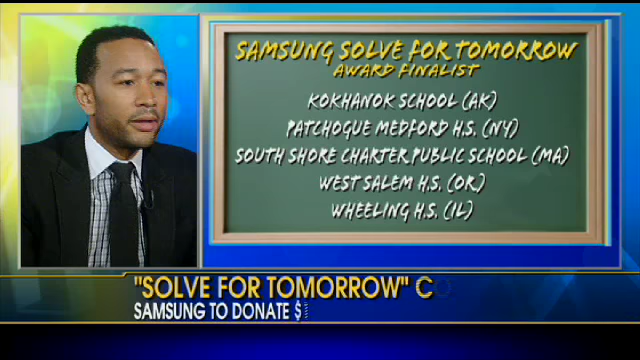 SAMSUNG SOLVE FOR TOMORROW
AWARD FINALIST
KOKHANOK SCHOOL (AK)
PATCHOGUE MEDFORD H.S. (NY)
SOUTH SHORE CHARTER PUBLIC SCHOOL (MA)
WEST SALEM H.S. (OR)
WHEELING H.S. (IL)
"SOLVE FOR TOMORROW" CO
SAMSUNG TO DONATE $